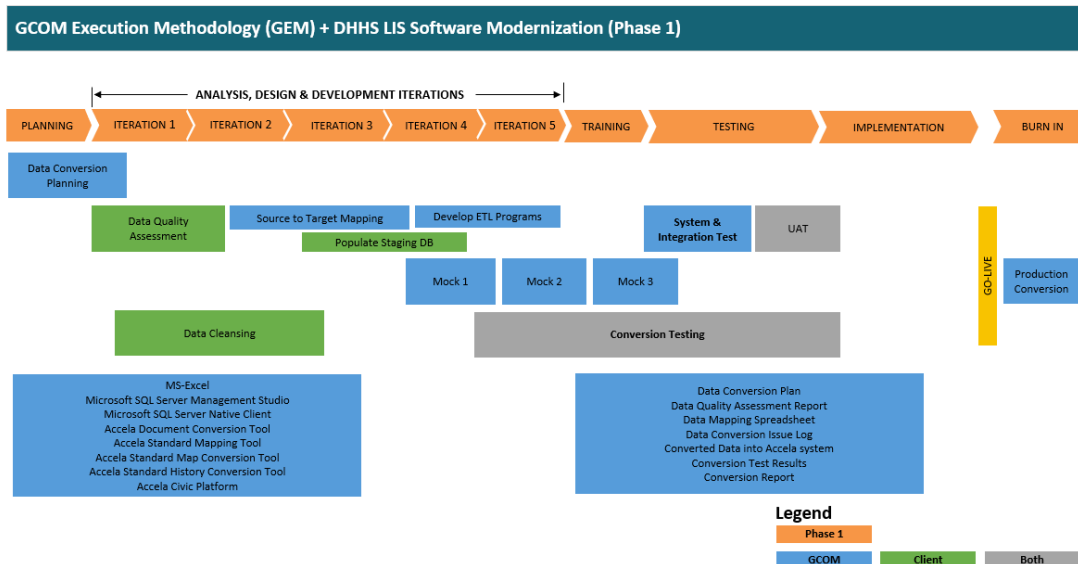 GCOM Execution Methodology (GEM) + DHHS LIS Software Modernization (Phase 1)
ANALYSIS, DESIGN & DEVELOPMENT ITERATIONS
PLANNING
ITERATION 1
ITERATION 2
ITERATION 3
ITERATION 4
ITERATION 5
TRAINING
TESTING
IMPLEMENTATION
BURN IN
Data Conversion
Planning
Data Quality
Assessment
Source to Target Mapping
Develop ETL Programs
Populate Staging DB
System &
Integration Test
UAT
Mock 1
Mock 2
Mock 3
GO-LIVE
Production
Conversion
Data Cleansing
Conversion Testing
MS-Excel
Microsoft SQL Server Management Studio
Microsoft SQL Server Native Client
Accela Document Conversion Tool
Accela Standard Mapping Tool
Accela Standard Map Conversion Tool
Accela Standard History Conversion Tool
Accela Civic Platform
Data Conversion Plan
Data Quality Assessment Report
Data Mapping Spreadsheet
Data Conversion Issue Log
Converted Data into Accela system
Conversion Test Results
Conversion Report
Legend
Phase 1
GCOM
Client
Both